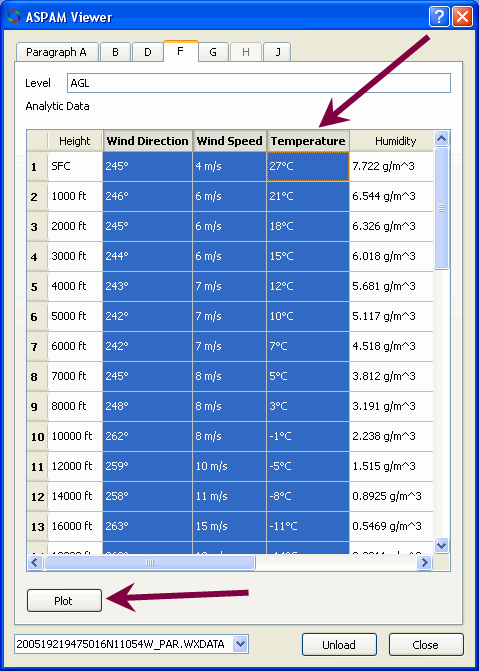 ASPAM Viewer
Paragraph A B D F G H J
Level AGL
Analytic Data
Height Wind Direction Wind Speed Temperature Humidity
1 SFC 245° 4 m/s 27°C 7.722 g/m^3
2 1000 ft 246° 6 m/s 21°C 6.544 g/m^3
3 2000 ft 245° 6 m/s 18°C 6.326 g/m^3
4 3000 ft 244° 6 m/s 15°C 6.018 g/m^3
5 4000 ft 243° 7 m/s 12°C 5.681 g/m^3
6 5000 ft 242° 7 m/s 10°C 5.117 g/m^3
7 6000 ft 242° 7 m/s 7°C 4.518 g/m^3
8 7000 ft 245° 8 m/s 5°C 3.812 g/m^3
9 8000 ft 248° 8 m/s 3°C 3.191 g/m^3
10 10000 ft 262° 8 m/s -1°C 2.238 g/m^3
11 12000 ft 259° 10 m/s -5°C 1.515 g/m^3
12 14000 ft 258° 11 m/s -8°C 0.8925 g/m^3
13 16000 ft 263° 15 m/s -11°C 0.5469 g/m^3
Plot
200519219475016N11054W_PAR.WXDATA Unload Close